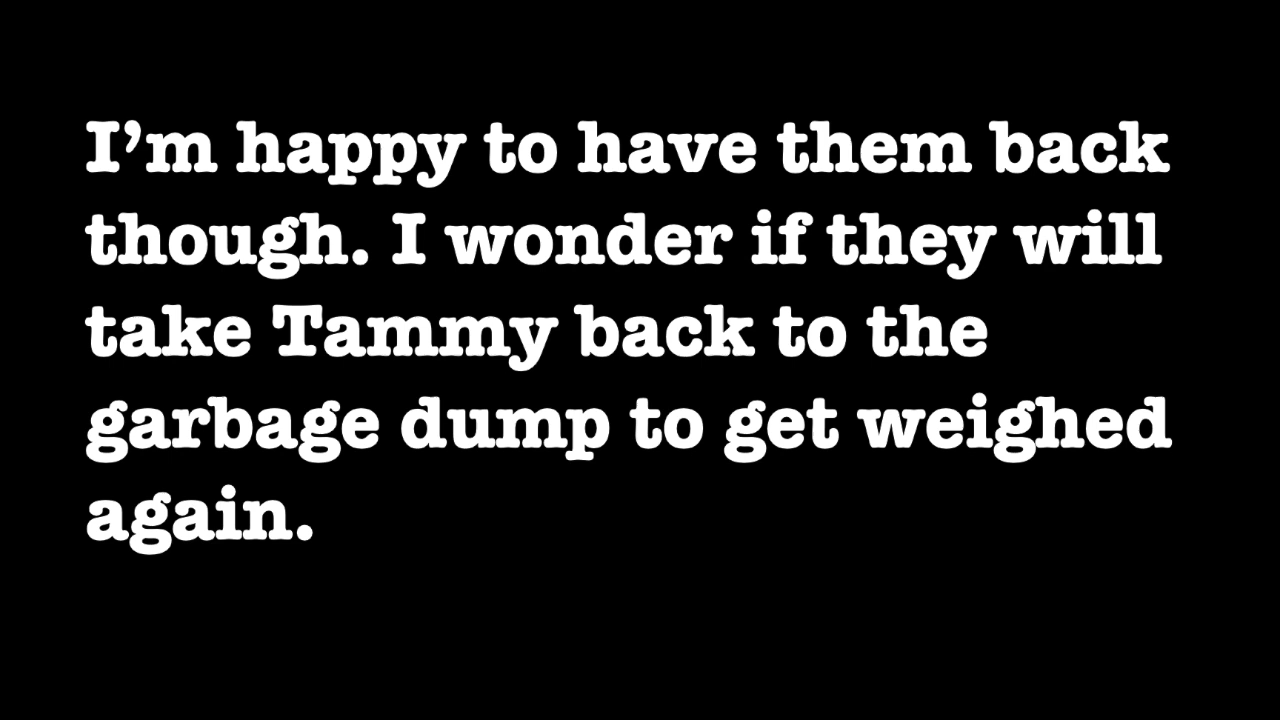 I’m happy to have them back
though. I wonder if they will
take Tammy back to the
garbage dump to get weighed
again.